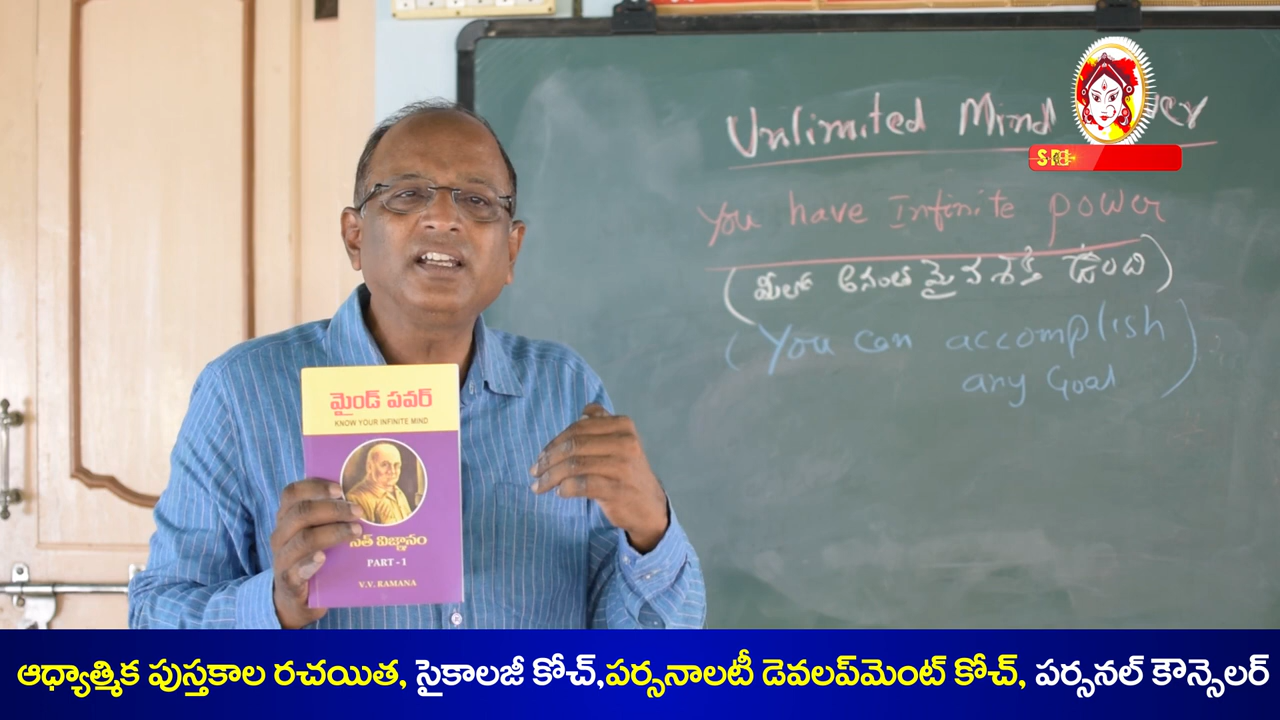 Unlimited Mind
You have Infinite power
(మీలో అనంతమైన శక్తి ఉంది)
(You can accomplish
any Goal)
SRI
మైండ్ పవర్
KNOW YOUR INFINITE MIND
విజ్ఞానం
PART - 1
V.V. RAMANA
ఆధ్యాత్మిక పుస్తకాల రచయిత, సైకాలజీ కోచ్,పర్సనాలటీ డెవలప్‌మెంట్ కోచ్, పర్సనల్ కౌన్సెలర్